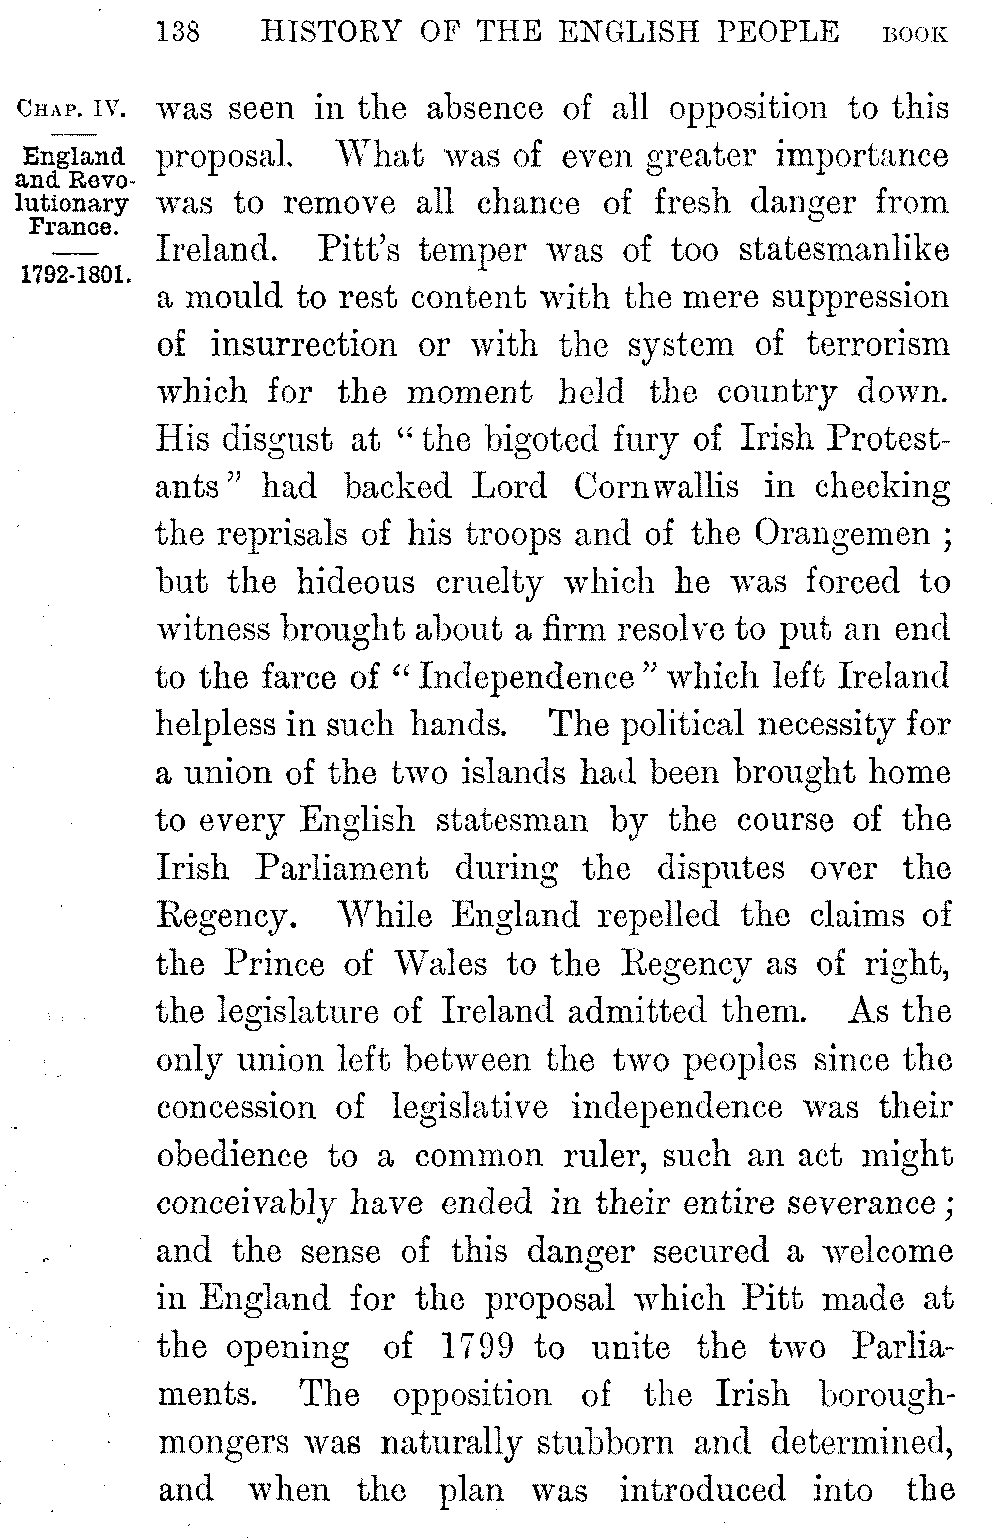 138 HISTORY OF THE ENGLISH PEOPLE BOOK
CHAP. IV.
England
and Revo-
lutionary
France.
1792-1801.
was seen in the absence of all opposition to this
proposal. What was of even greater importance
was to remove all chance of fresh danger from
Ireland. Pitt's temper was of too statesmanlike
a mould to rest content with the mere suppression
of insurrection or with the system of terrorism
which for the moment held the country down.
His disgust at "the bigoted fury of Irish Protest-
ants" had backed Lord Cornwallis in checking
the reprisals of his troops and of the Orangemen ;
but the hideous cruelty which he was forced to
witness brought about a firm resolve to put an end
to the farce of "Independence" which left Ireland
helpless in such hands. The political necessity for
a union of the two islands had been brought home
to every English statesman by the course of the
Irish Parliament during the disputes over the
Regency. While England repelled the claims of
the Prince of Wales to the Regency as of right,
the legislature of Ireland admitted them. As the
only union left between the two peoples since the
concession of legislative independence was their
obedience to a common ruler, such an act might
conceivably have ended in their entire severance ;
and the sense of this danger secured a welcome
in England for the proposal which Pitt made at
the opening of 1799 to unite the two Parlia-
ments. The opposition of the Irish borough-
mongers was naturally stubborn and determined,
and when the plan was introduced into the